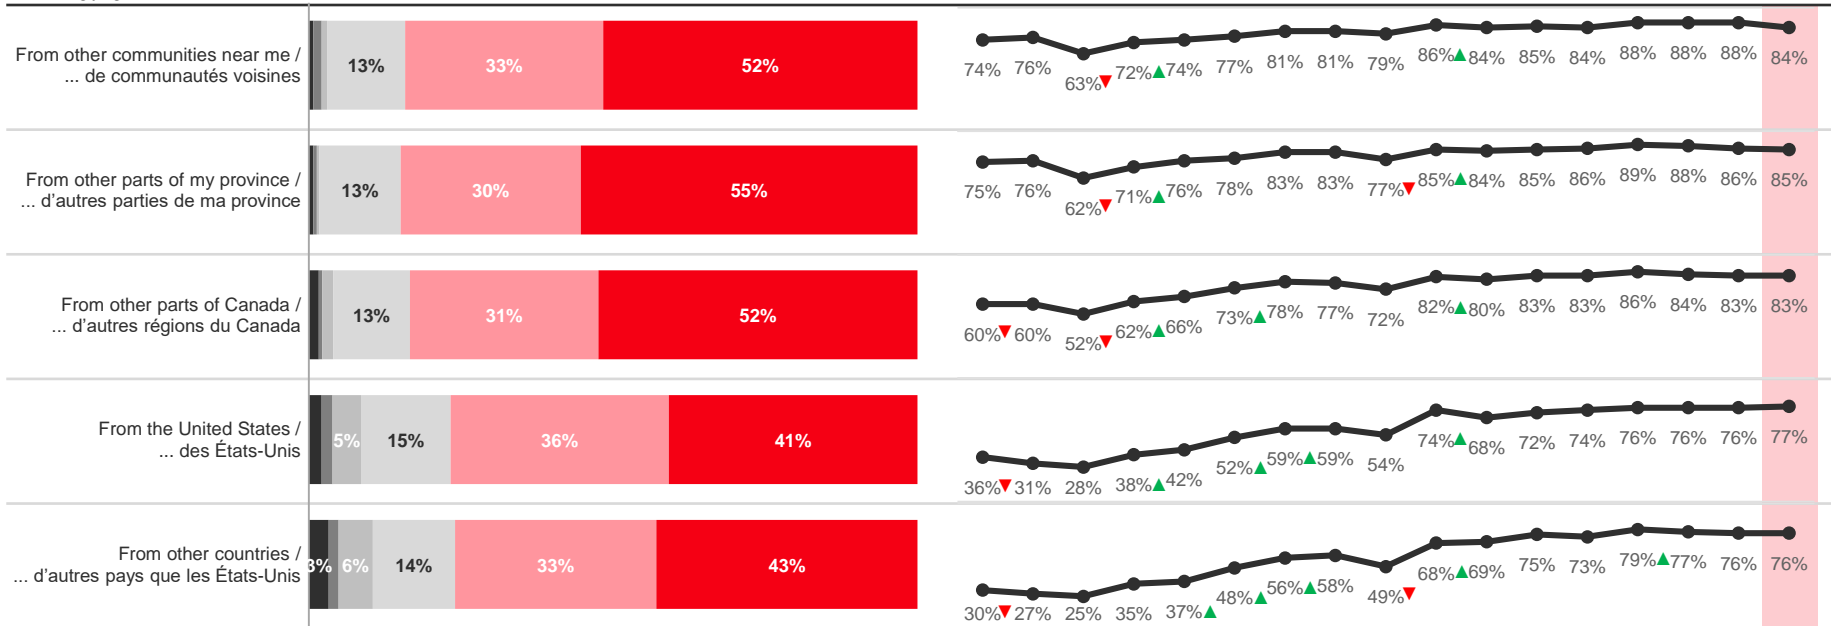 From other communities near me /
... de communautés voisines
13% 33% 52%
74% 76% 63%▼ 72%▲ 74% 77% 81% 81% 79% 86%▲ 84% 85% 84% 88% 88% 88% 84%
From other parts of my province /
... d’autres parties de ma province
13% 30% 55%
75% 76% 62%▼ 71%▲ 76% 78% 83% 83% 77%▼ 85%▲ 84% 85% 86% 89% 88% 86% 85%
From other parts of Canada /
... d’autres régions du Canada
13% 31% 52%
60%▼ 60% 52%▼ 62%▲ 66% 73%▲ 78% 77% 72% 82%▲ 80% 83% 83% 86% 84% 83% 83%
From the United States /
... des États-Unis
5% 15% 36% 41%
36%▼ 31% 28% 38%▲ 42% 52%▲ 59%▲ 59% 54% 74%▲ 68% 72% 74% 76% 76% 76% 77%
From other countries /
... d’autres pays que les États-Unis
3% 6% 14% 33% 43%
30%▼ 27% 25% 35% 37%▲ 48%▲ 56%▲ 58% 49%▼ 68%▲ 69% 75% 73% 79%▲ 77% 76% 76%